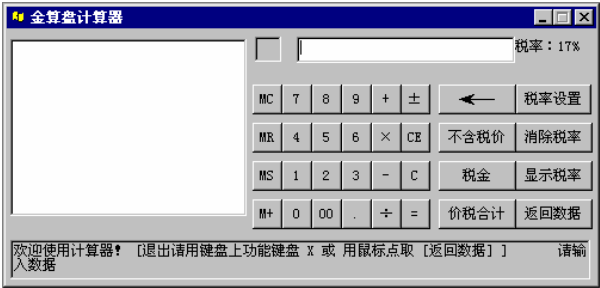 金算盘计算器
税率：17%
MC 7 8 9 + ± ← 税率设置
MR 4 5 6 × CE 不含税价 消除税率
MS 1 2 3 - C 税金 显示税率
M+ 0 00 . ÷ = 价税合计 返回数据
欢迎使用计算器! [退出请用键盘上功能键盘 X 或 用鼠标点取 [返回数据] ] 请输
入数据